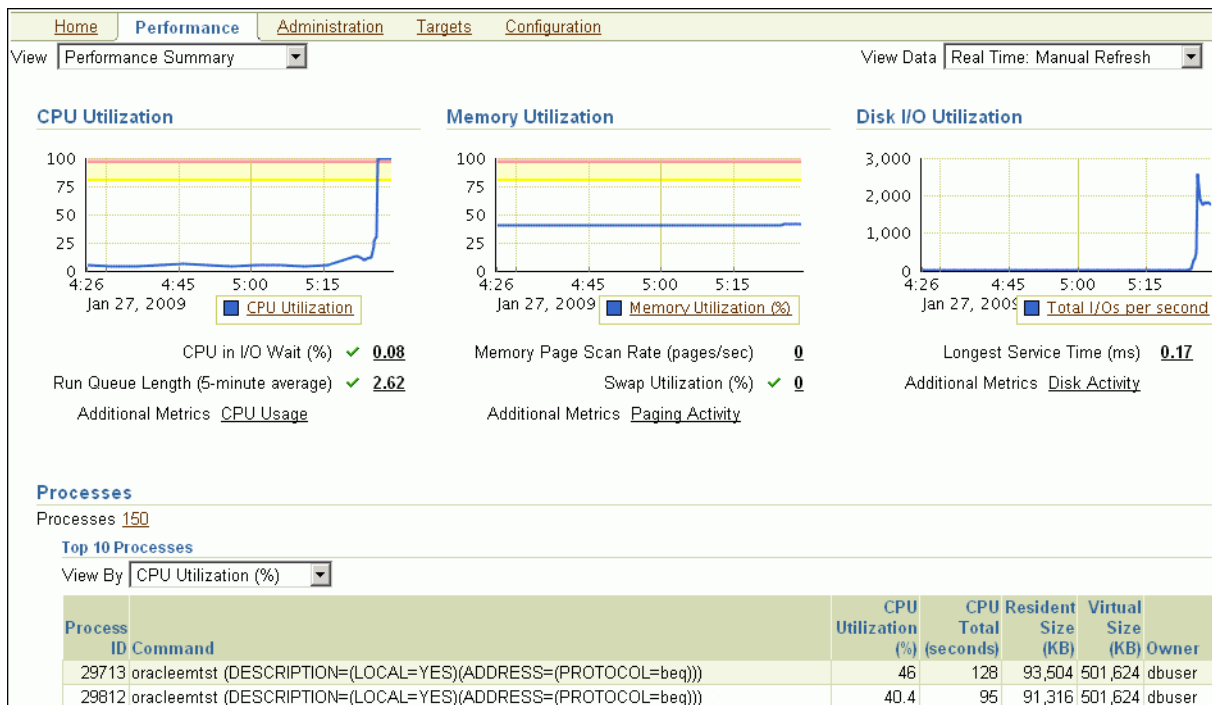 Home Performance Administration Targets Configuration
View Performance Summary View Data Real Time: Manual Refresh
CPU Utilization
100
75
50
25
0
4:26 4:45 5:00 5:15
Jan 27, 2009 CPU Utilization
CPU in I/O Wait (%) 0.08
Run Queue Length (5-minute average) 2.62
Additional Metrics CPU Usage
Memory Utilization
100
75
50
25
0
4:26 4:45 5:00 5:15
Jan 27, 2009 Memory Utilization (%)
Memory Page Scan Rate (pages/sec) 0
Swap Utilization (%) 0
Additional Metrics Paging Activity
Disk I/O Utilization
3,000
2,000
1,000
0
4:26 4:45 5:00 5:15
Jan 27, 2009 Total I/Os per second
Longest Service Time (ms) 0.17
Additional Metrics Disk Activity
Processes
Processes 150
Top 10 Processes
View By CPU Utilization (%)
Process ID Command CPU Utilization (%) CPU Total (seconds) Resident Size (KB) Virtual Size (KB) Owner
29713 oracleemtst (DESCRIPTION=(LOCAL=YES)(ADDRESS=(PROTOCOL=beq))) 46 128 93,504 501,624 dbuser
29812 oracleemtst (DESCRIPTION=(LOCAL=YES)(ADDRESS=(PROTOCOL=beq))) 40.4 95 91,316 501,624 dbuser